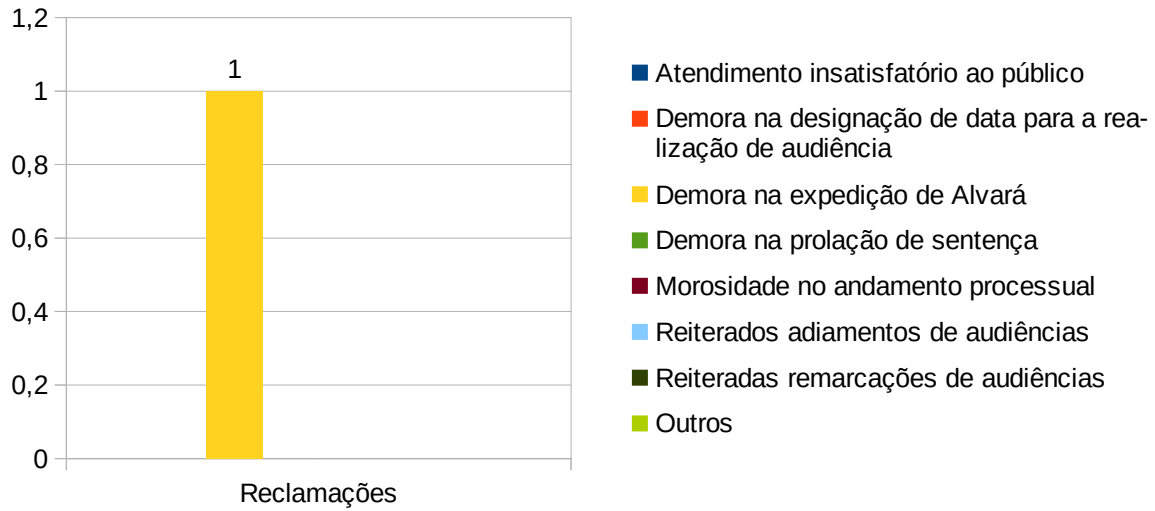 1,2
1
0,8
0,6
0,4
0,2
0
1
Reclamações
Atendimento insatisfatório ao público
Demora na designação de data para a rea-
lização de audiência
Demora na expedição de Alvará
Demora na prolação de sentença
Morosidade no andamento processual
Reiterados adiamentos de audiências
Reiteradas remarcações de audiências
Outros